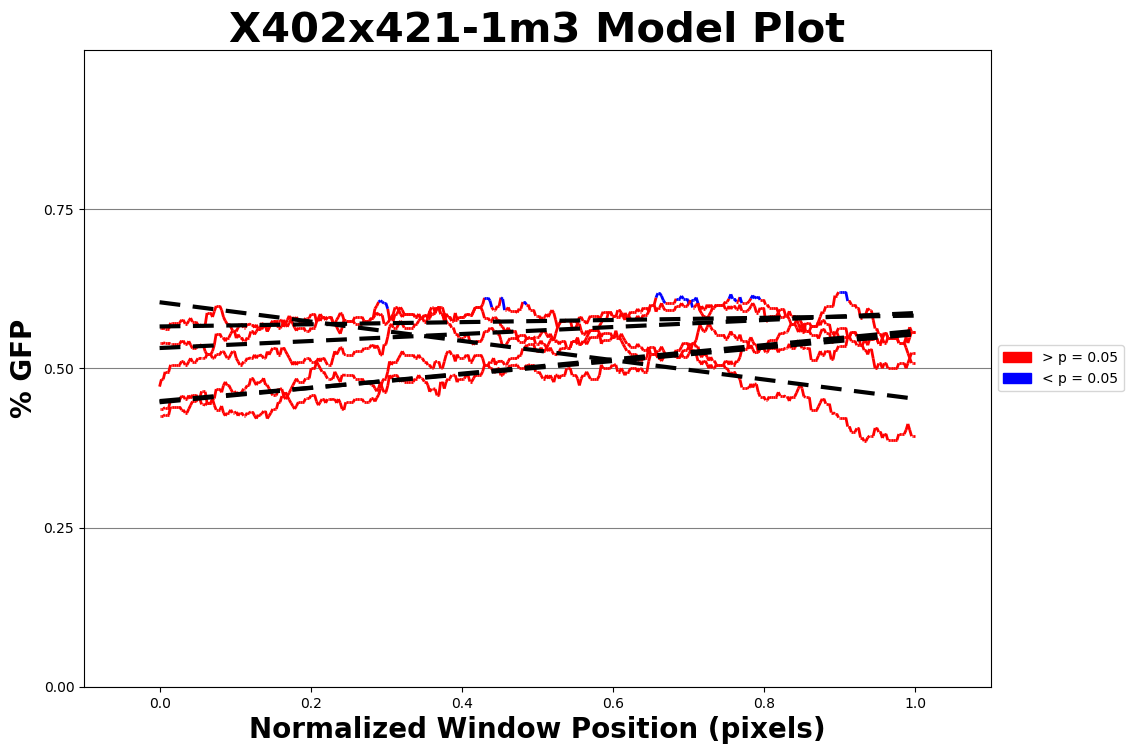 X402x421-1m3 Model Plot
% GFP
0.75
0.50
0.25
0.00
0.0 0.2 0.4 0.6 0.8 1.0
Normalized Window Position (pixels)
> p = 0.05
< p = 0.05